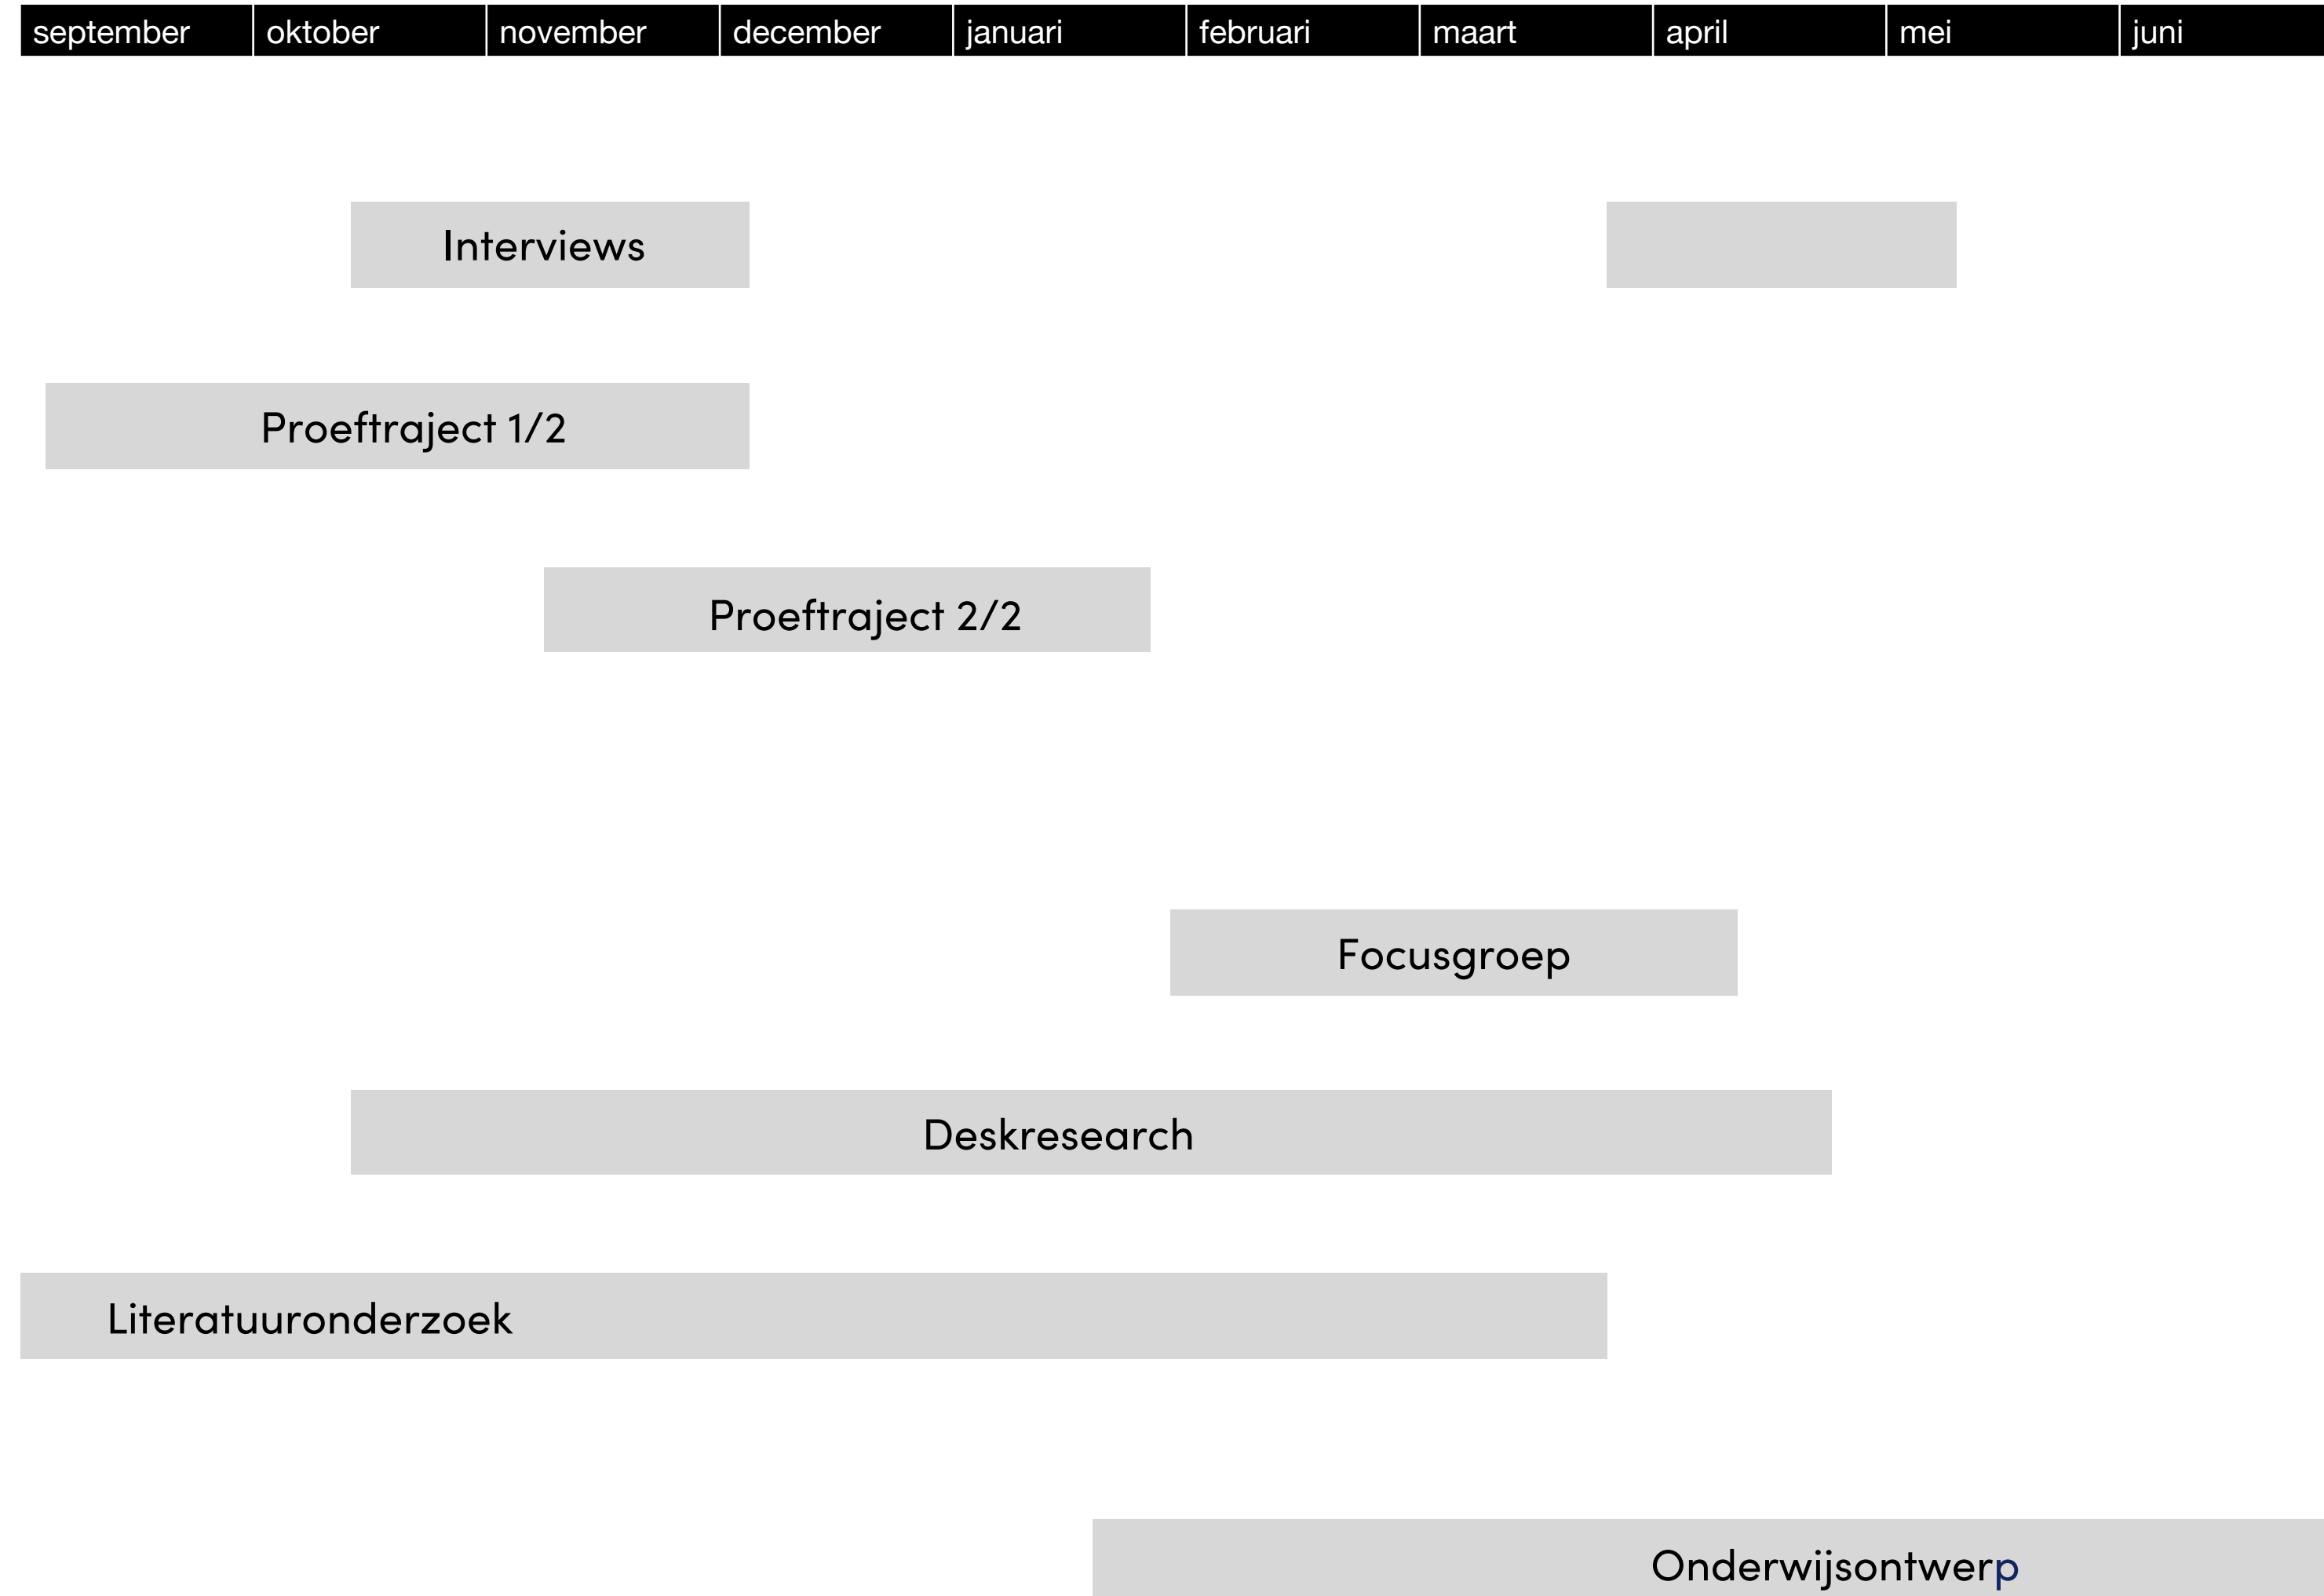 september oktober november december januari februari maart april mei juni
Interviews
Proeftraject 1/2
Proeftraject 2/2
Focusgroep
Deskresearch
Literatuuronderzoek
Onderwijsontwerp